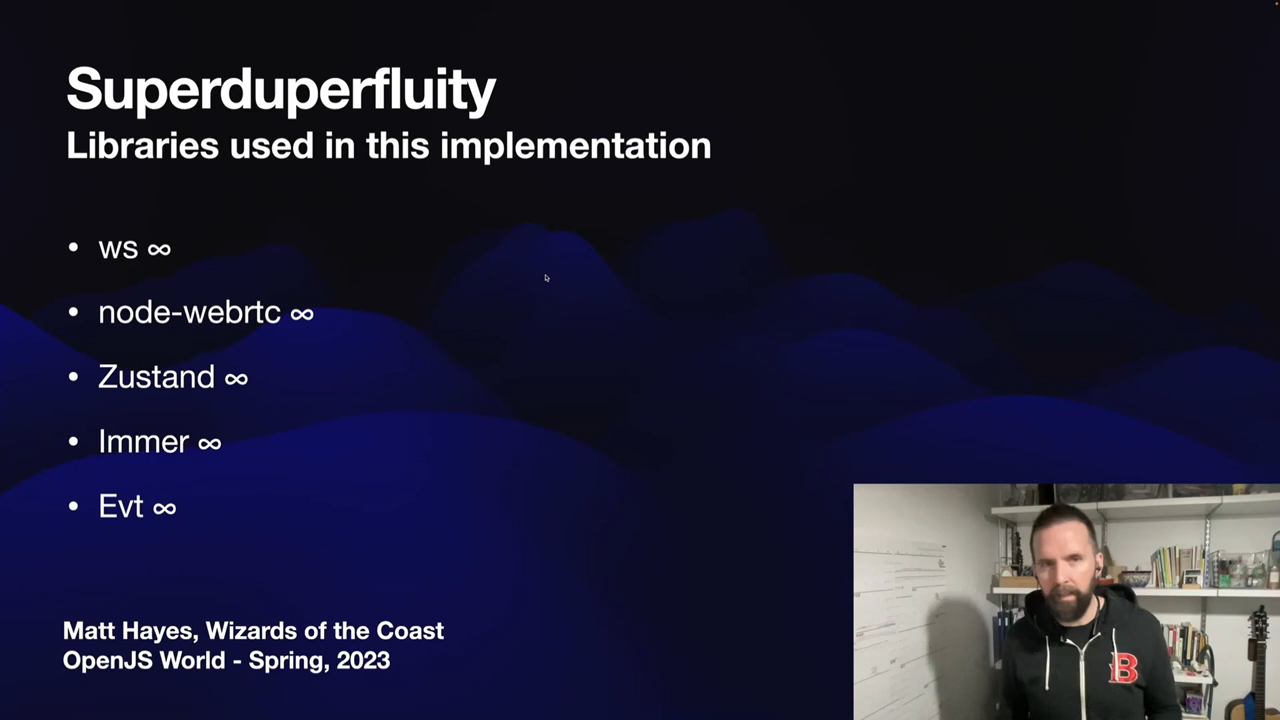 Superduperfluity
Libraries used in this implementation
• ws ∞
• node-webrtc ∞
• Zustand ∞
• Immer ∞
• Evt ∞
Matt Hayes, Wizards of the Coast
OpenJS World - Spring, 2023
B